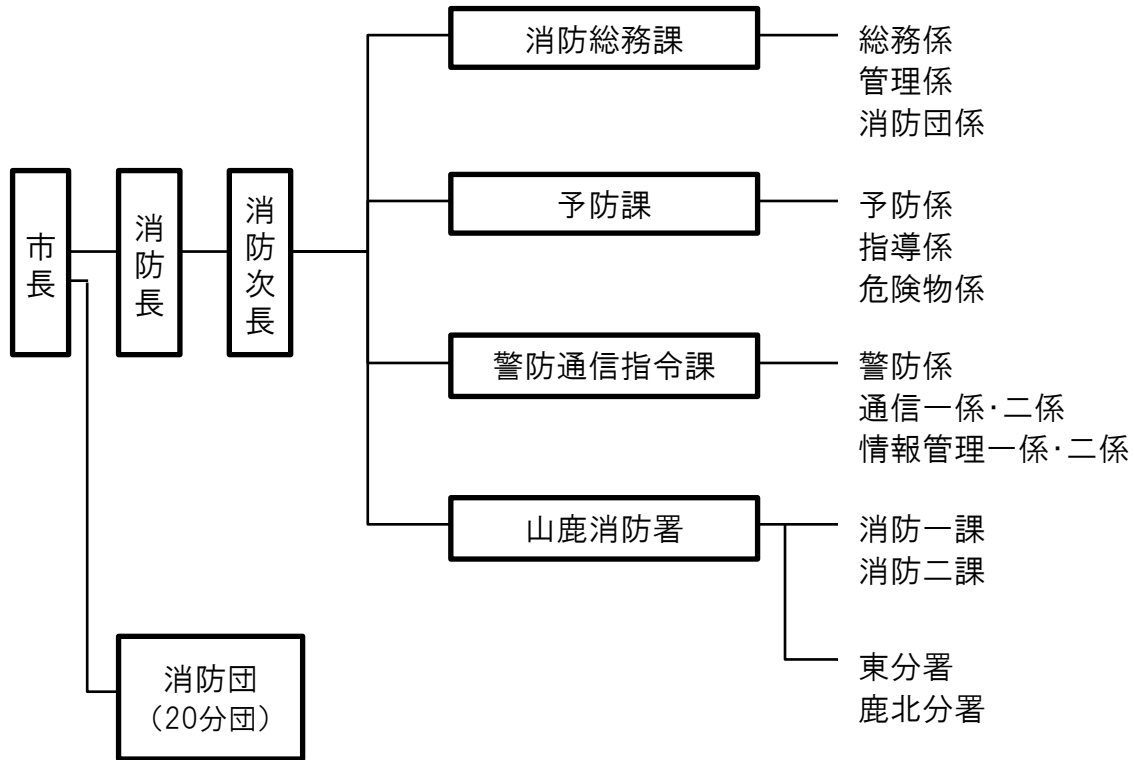 市長
消防長
消防次長
消防総務課
総務係
管理係
消防団係
予防課
予防係
指導係
危険物係
警防通信指令課
警防係
通信一係・二係
情報管理一係・二係
山鹿消防署
消防一課
消防二課
東分署
鹿北分署
消防団
（20分団）